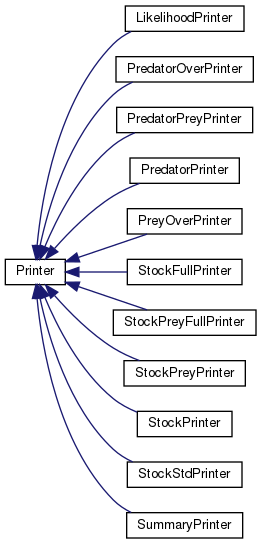 LikelihoodPrinter
PredatorOverPrinter
PredatorPreyPrinter
PredatorPrinter
PreyOverPrinter
Printer
StockFullPrinter
StockPreyFullPrinter
StockPreyPrinter
StockPrinter
StockStdPrinter
SummaryPrinter